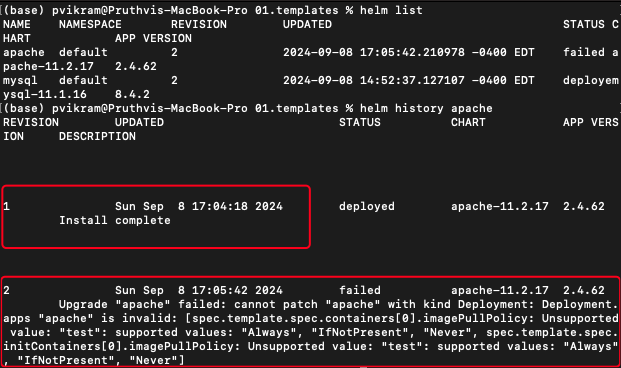 (base) pvikram@Pruthvis-MacBook-Pro 01.templates % helm list
NAME NAMESPACE REVISION UPDATED STATUS C
HART APP VERSION
apache default 2 2024-09-08 17:05:42.210978 -0400 EDT failed a
pache-11.2.17 2.4.62
mysql default 2 2024-09-08 14:52:37.127107 -0400 EDT deployem
ysql-11.1.16 8.4.2
[(base) pvikram@Pruthvis-MacBook-Pro 01.templates % helm history apache
REVISION UPDATED STATUS CHART APP VERS
ION DESCRIPTION
1 Sun Sep 8 17:04:18 2024 deployed apache-11.2.17 2.4.62
Install complete
2 Sun Sep 8 17:05:42 2024 failed apache-11.2.17 2.4.62
Upgrade "apache" failed: cannot patch "apache" with kind Deployment: Deployment.
apps "apache" is invalid: [spec.template.spec.containers[0].imagePullPolicy: Unsupported
value: "test": supported values: "Always", "IfNotPresent", "Never", spec.template.spec.
initContainers[0].imagePullPolicy: Unsupported value: "test": supported values: "Always"
, "IfNotPresent", "Never"]